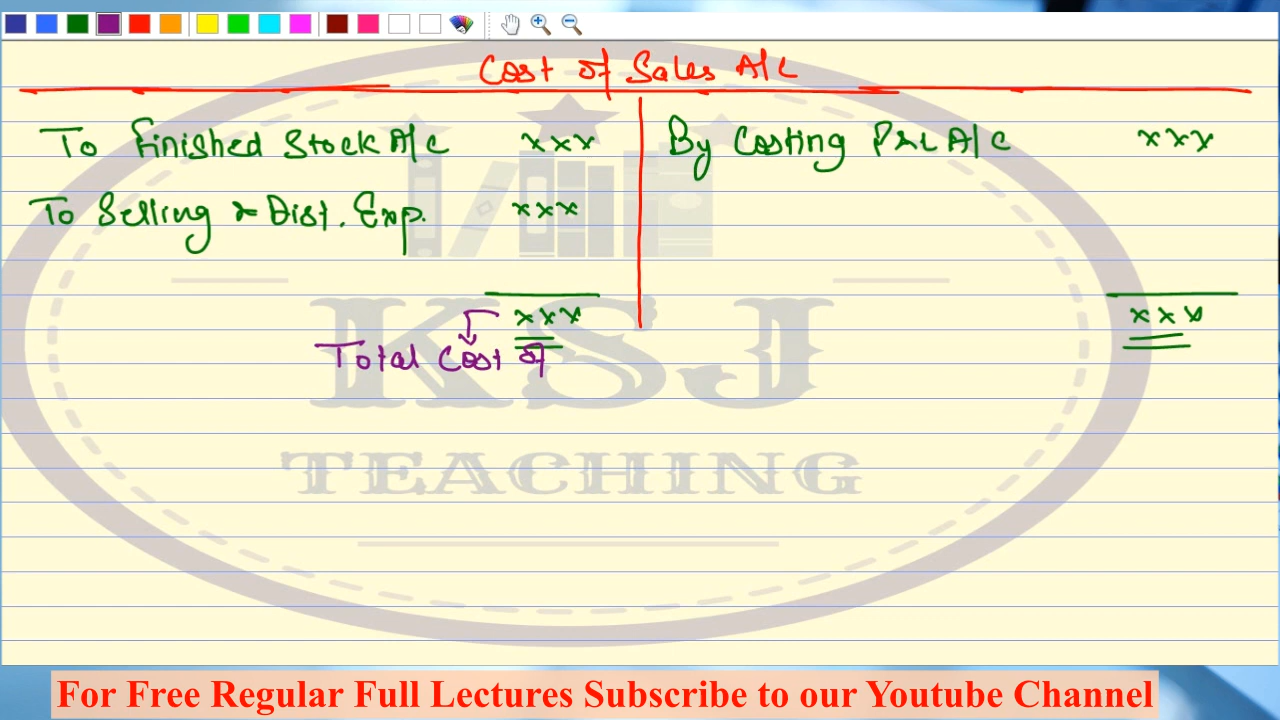 Cost of Sales A/C
To Finished Stock A/C xxx By Costing P&L A/C xxx
To Selling & Dist. Exp. xxx
xxx xxx
Total Cost of
KSJ
TEACHING
For Free Regular Full Lectures Subscribe to our Youtube Channel